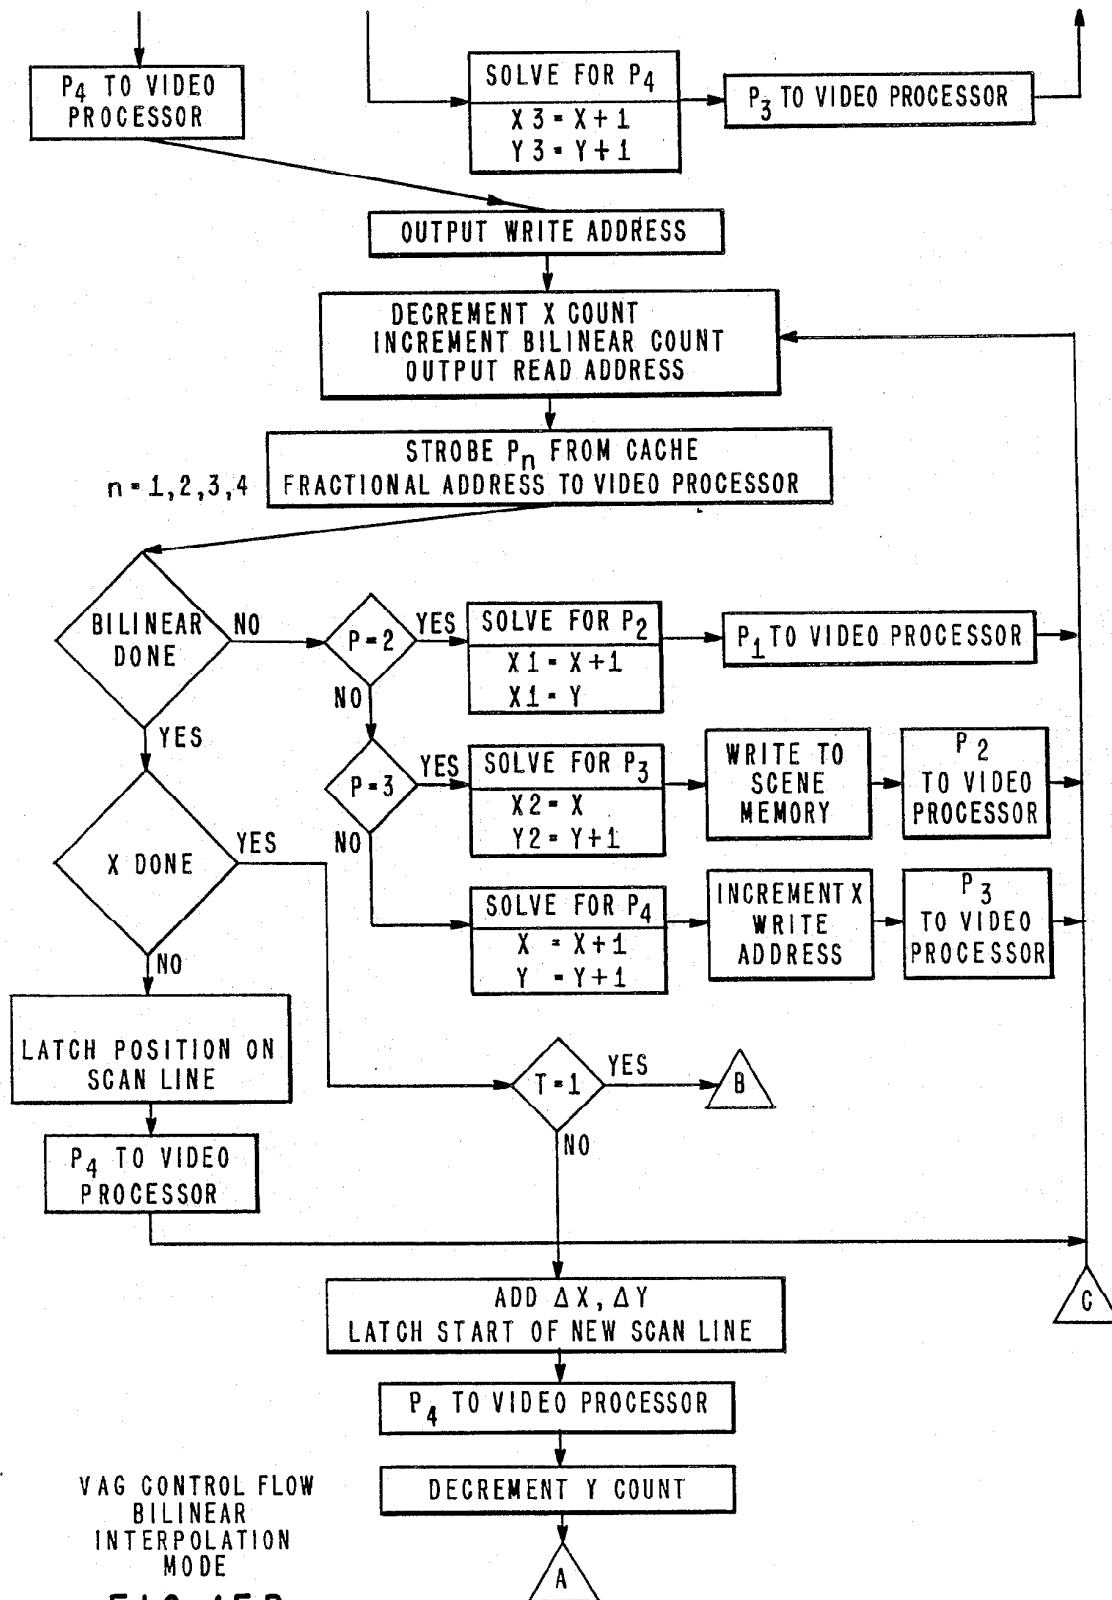 P4 TO VIDEO
PROCESSOR
SOLVE FOR P4
X3=X+1
Y3=Y+1
P3 TO VIDEO PROCESSOR
OUTPUT WRITE ADDRESS
DECREMENT X COUNT
INCREMENT BILINEAR COUNT
OUTPUT READ ADDRESS
STROBE Pn FROM CACHE
FRACTIONAL ADDRESS TO VIDEO PROCESSOR
n=1,2,3,4
BILINEAR
DONE
NO
YES
P=2
YES
NO
SOLVE FOR P2
X1=X+1
X1=Y
P1 TO VIDEO PROCESSOR
P=3
YES
NO
SOLVE FOR P3
X2=X
Y2=Y+1
WRITE TO
SCENE
MEMORY
P2
TO VIDEO
PROCESSOR
X DONE
YES
NO
SOLVE FOR P4
X =X+1
Y =Y+1
INCREMENT X
WRITE
ADDRESS
P3
TO VIDEO
PROCESSOR
LATCH POSITION ON
SCAN LINE
T=1
YES
NO
B
P4 TO VIDEO
PROCESSOR
C
ADD ΔX, ΔY
LATCH START OF NEW SCAN LINE
P4 TO VIDEO PROCESSOR
DECREMENT Y COUNT
A
VAG CONTROL FLOW
BILINEAR
INTERPOLATION
MODE